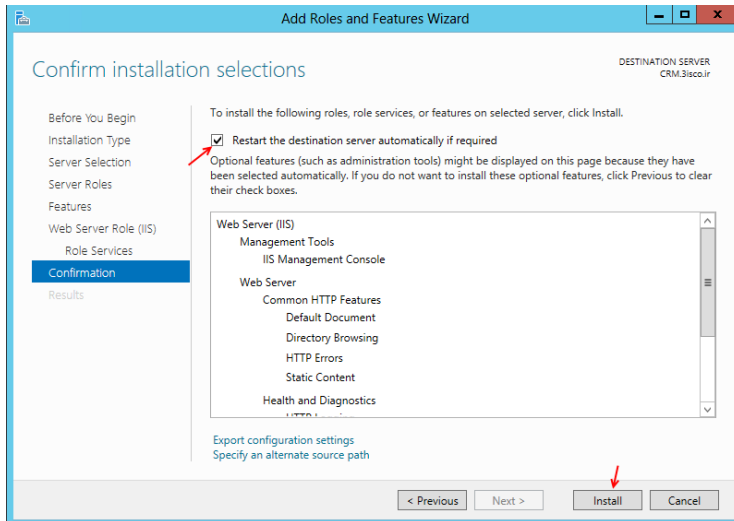 Add Roles and Features Wizard
Confirm installation selections
DESTINATION SERVER
CRM.3isco.ir
Before You Begin
Installation Type
Server Selection
Server Roles
Features
Web Server Role (IIS)
Role Services
Confirmation
Results
To install the following roles, role services, or features on selected server, click Install.
Restart the destination server automatically if required
Optional features (such as administration tools) might be displayed on this page because they have
been selected automatically. If you do not want to install these optional features, click Previous to clear
their check boxes.
Web Server (IIS)
Management Tools
IIS Management Console
Web Server
Common HTTP Features
Default Document
Directory Browsing
HTTP Errors
Static Content
Health and Diagnostics
Export configuration settings
Specify an alternate source path
< Previous
Next >
Install
Cancel